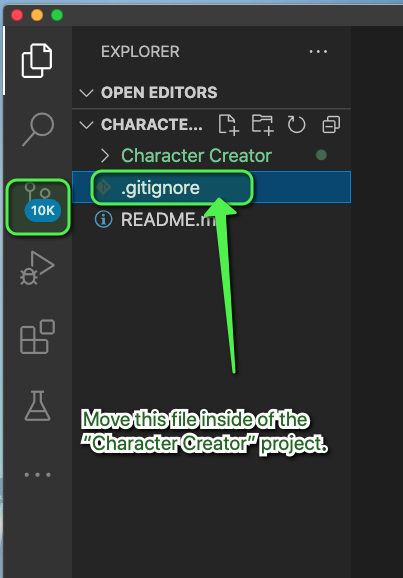 EXPLORER
OPEN EDITORS
CHARACTE...
Character Creator
.gitignore
README.m
10K
Move this file inside of the
"Character Creator" project.